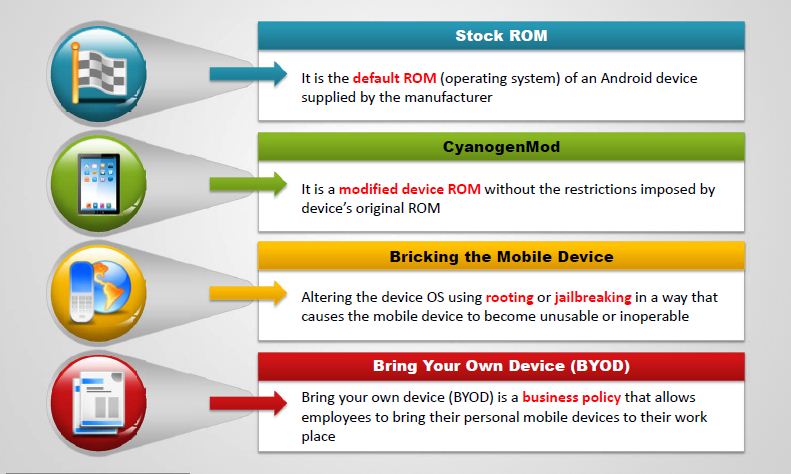 Stock ROM
It is the default ROM (operating system) of an Android device
supplied by the manufacturer
CyanogenMod
It is a modified device ROM without the restrictions imposed by
device’s original ROM
Bricking the Mobile Device
Altering the device OS using rooting or jailbreaking in a way that
causes the mobile device to become unusable or inoperable
Bring Your Own Device (BYOD)
Bring your own device (BYOD) is a business policy that allows
employees to bring their personal mobile devices to their work
place